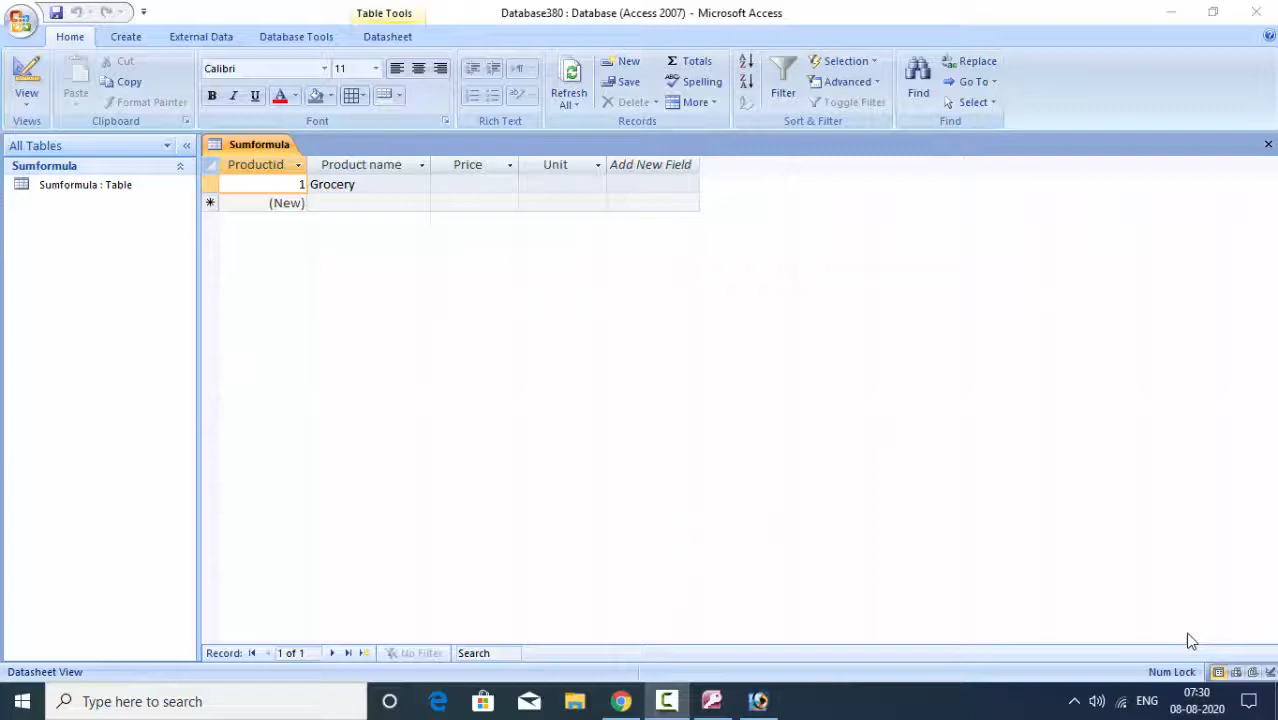 Table Tools
Database380 : Database (Access 2007) - Microsoft Access
Home Create External Data Database Tools Datasheet
View
Views
Paste
Cut
Copy
Format Painter
Clipboard
Calibri 11
B I U A
Font
Rich Text
Refresh All
New
Save
Delete
Totals
Spelling
More
Records
Filter
Selection
Advanced
Toggle Filter
Sort & Filter
Find
Replace
Go To
Select
Find
All Tables
Sumformula
Sumformula : Table
Sumformula
Productid Product name Price Unit Add New Field
1 Grocery
(New)
Record: 1 of 1 No Filter Search
Datasheet View
Num Lock
Type here to search
ENG
07:30
08-08-2020